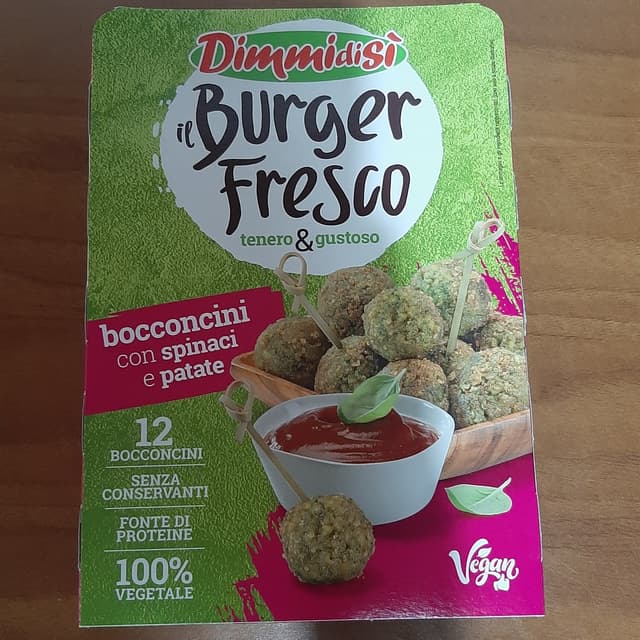 DimmidiSì
il Burger
Fresco
tenero & gustoso
bocconcini
con spinaci
e patate
12
BOCCONCINI
SENZA
CONSERVANTI
FONTE DI
PROTEINE
100%
VEGETALE
Vegan